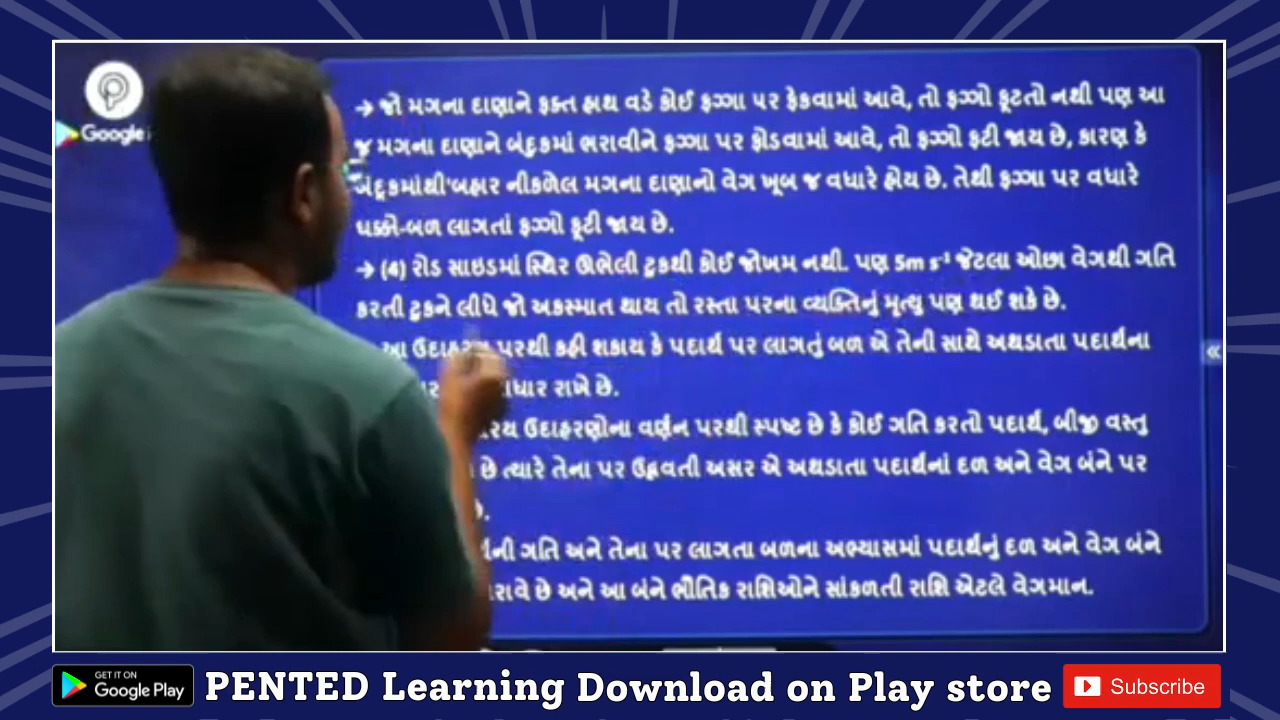 Google
→ જો મગના દાણાને ફક્ત હાથ વડે કોઈ ફુગ્ગા પર ફેંકવામાં આવે, તો ફુગ્ગો ફૂટતો નથી પણ આ
જ મગના દાણાને બંદુકમાં ભરાવીને ફુગ્ગા પર ફોડવામાં આવે, તો ફુગ્ગો ફટી જાય છે, કારણ કે
બંદૂકમાંથી બહાર નીકળેલ મગના દાણાનો વેગ ખૂબ જ વધારે હોય છે. તેથી ફુગ્ગા પર વધારે
ધક્કો-બળ લાગતાં ફુગ્ગો ફૂટી જાય છે.
→ (4) રોડ સાઇડમાં સ્થિર ઊભેલી ટ્રકથી કોઈ જોખમ નથી. પણ 5m s⁻¹ જેટલા ઓછા વેગથી ગતિ
કરતી ટ્રકને લીધે જો અકસ્માત થાય તો રસ્તા પરના વ્યક્તિનું મૃત્યુ પણ થઈ શકે છે.
આ પરથી કહી શકાય કે પદાર્થ પર લાગતું બળ એ તેની સાથે અથડાતા પદાર્થના
રાખે છે.
ઉદાહરણોના વર્ણન પરથી સ્પષ્ટ છે કે કોઈ ગતિ કરતો પદાર્થ, બીજી વસ્તુ
છે ત્યારે તેના પર ઉદ્ભવતી અસર એ અથડાતા પદાર્થનાં દળ અને વેગ બંને પર
ગતિ અને તેના પર લાગતા બળના અભ્યાસમાં પદાર્થનું દળ અને વેગ બંને
છે અને આ બંને ભૌતિક રાશિઓને સાંકળતી રાશિ એટલે વેગમાન.
«
GET IT ON
Google Play
PENTED Learning Download on Play store
Subscribe